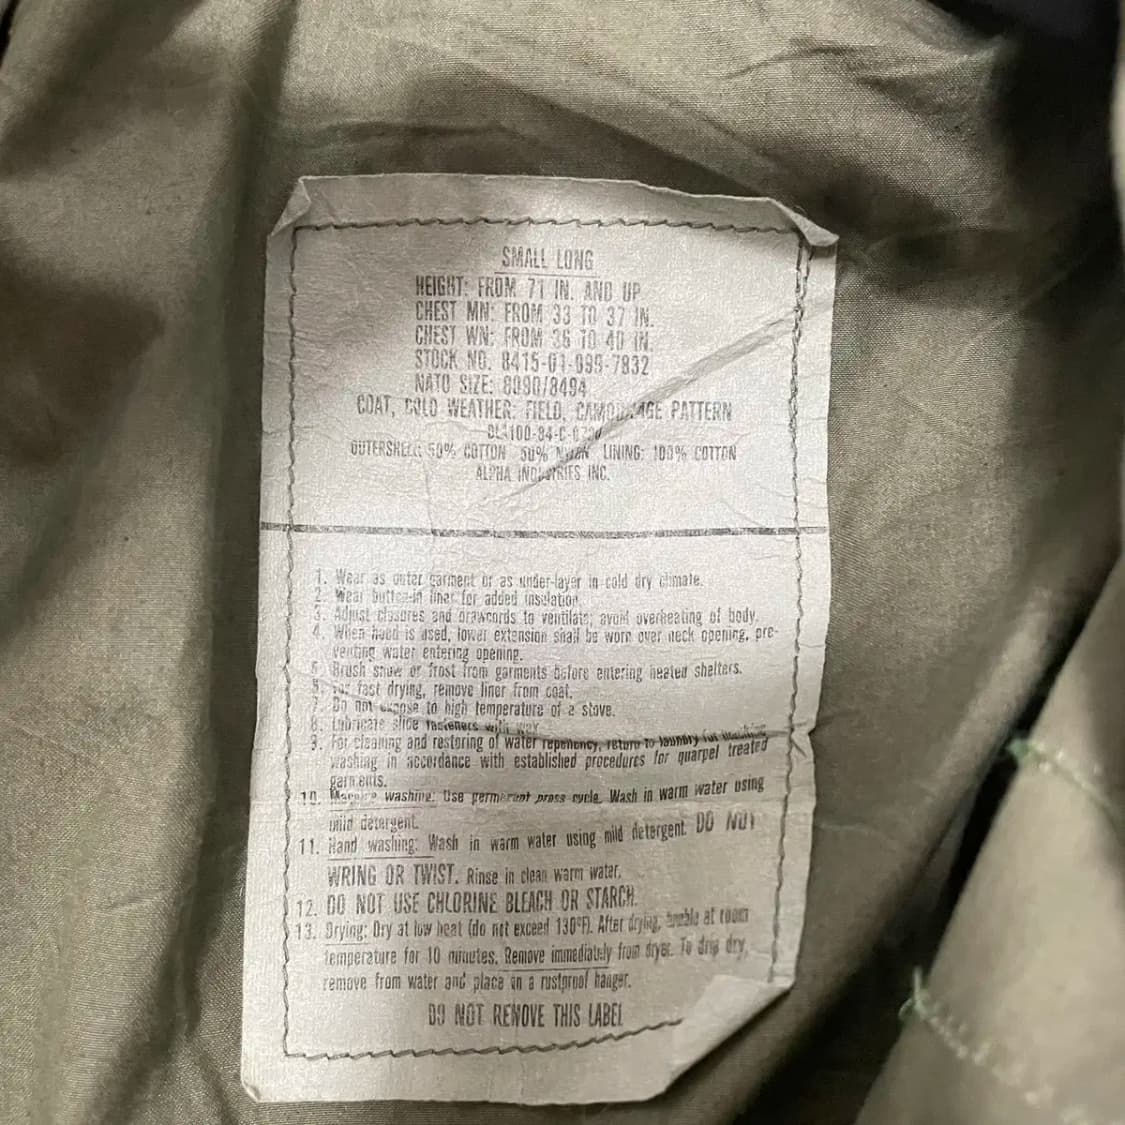 SMALL LONG
HEIGHT: FROM 71 IN. AND UP
CHEST MN: FROM 33 TO 37 IN.
CHEST WN: FROM 36 TO 40 IN.
STOCK NO. 8415-01-099-7832
NATO SIZE: 8090/8494
COAT, COLD WEATHER: FIELD, CAMOUFLAGE PATTERN
OUTERSHELL: 50% COTTON 50% NYLON LINING: 100% COTTON
ALPHA INDUSTRIES INC.
1. Wear as outer garment or as under-layer in cold dry climate.
2. Wear button-in liner for added insulation
3. Adjust closures and drawcords to ventilate; avoid overheating of body.
4. When hood is used, lower extension shall be worn over neck opening, pre-
venting water entering opening.
5. Brush snow or frost from garments before entering heated shelters.
6. For fast drying, remove liner from coat.
7. Do not expose to high temperature of a stove.
8. Lubricate slide fasteners with wax.
9. For cleaning and restoring of water repellency, return to laundry for machine
washing in accordance with established procedures for quarpel treated
garments.
10. Machine washing: Use permanent press cycle. Wash in warm water using
mild detergent.
11. Hand washing: Wash in warm water using mild detergent. DO NOT
WRING OR TWIST. Rinse in clean warm water.
12. DO NOT USE CHLORINE BLEACH OR STARCH.
13. Drying: Dry at low heat (do not exceed 130°F). After drying, tumble at room
temperature for 10 minutes. Remove immediately from dryer. To drip dry,
remove from water and place on a rustproof hanger.
DO NOT REMOVE THIS LABEL